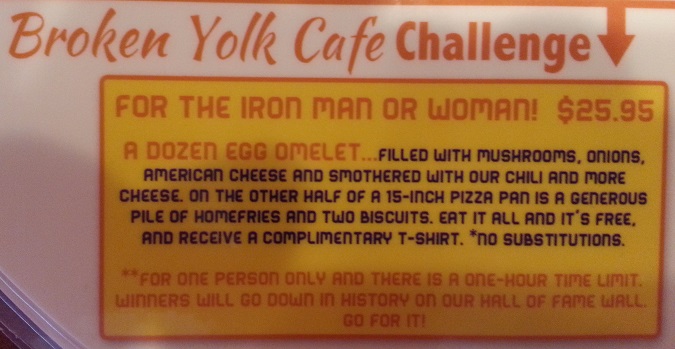 Broken Yolk Cafe Challenge
FOR THE IRON MAN OR WOMAN! $25.95
A DOZEN EGG OMELET...FILLED WITH MUSHROOMS, ONIONS,
AMERICAN CHEESE AND SMOTHERED WITH OUR CHILI AND MORE
CHEESE. ON THE OTHER HALF OF A 15-INCH PIZZA PAN IS A GENEROUS
PILE OF HOMEFRIES AND TWO BISCUITS. EAT IT ALL AND IT'S FREE,
AND RECEIVE A COMPLIMENTARY T-SHIRT. *NO SUBSTITUTIONS.
**FOR ONE PERSON ONLY AND THERE IS A ONE-HOUR TIME LIMIT.
WINNERS WILL GO DOWN IN HISTORY ON OUR HALL OF FAME WALL.
GO FOR IT!